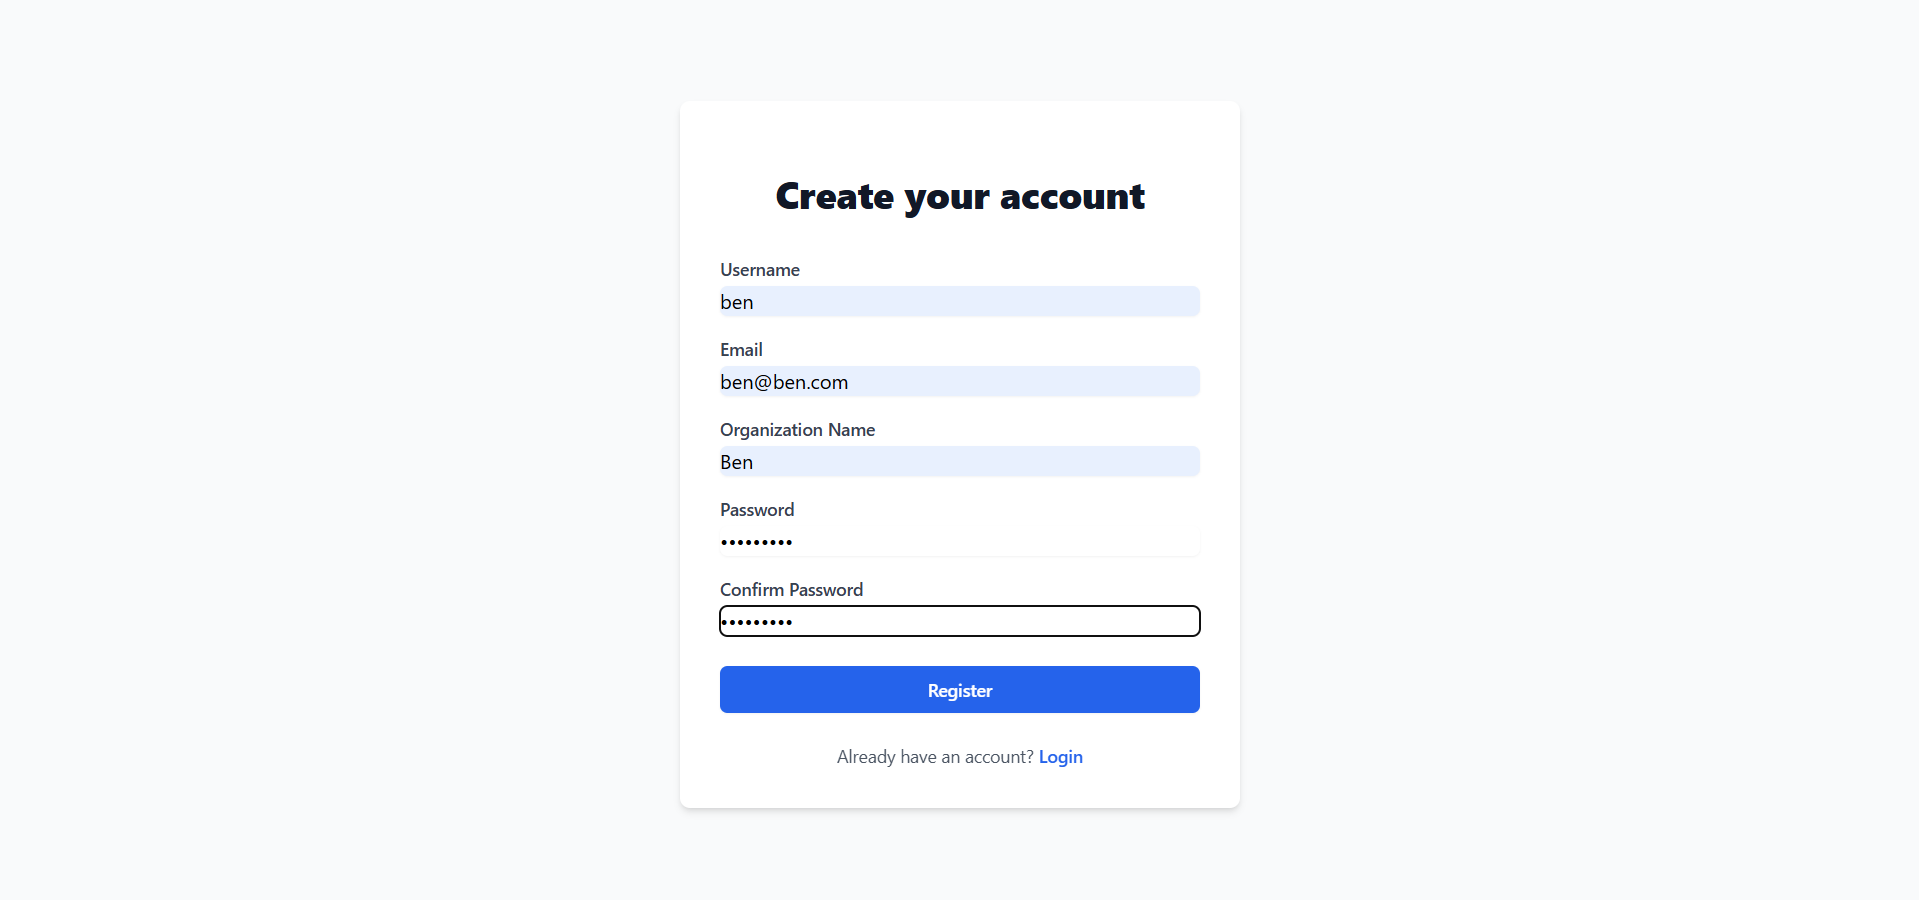 Create your account
Username
ben
Email
ben@ben.com
Organization Name
Ben
Password
•••••••••
Confirm Password
•••••••••
Register
Already have an account? Login